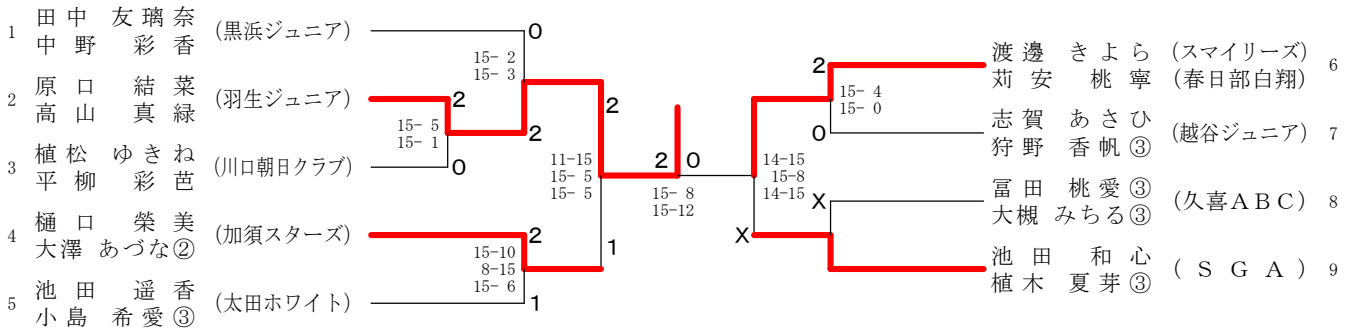 1 田中 友璃奈 (黒浜ジュニア) 0
中野 彩香
15- 2
15- 3
2 原口 結菜 (羽生ジュニア) 2 2 2
高山 真緑
15- 5
15- 1
3 植松 ゆきね (川口朝日クラブ) 0
平柳 彩芭
11-15
15- 5
15- 5
4 樋口 榮美 (加須スターズ) 2 1
大澤 あづな②
15-10
8-15
15- 6
5 池田 遥香 (太田ホワイト) 1
小島 希愛③
2 0
15- 8
15-12
2 渡邊 きよら (スマイリーズ) 6
苅安 桃寧 (春日部白翔)
15- 4
15- 0
0 志賀 あさひ (越谷ジュニア) 7
狩野 香帆③
14-15
15-8
14-15
X 冨田 桃愛③ (久喜ABC) 8
大槻 みちる③
X 池田 和心 (SGA) 9
植木 夏芽③